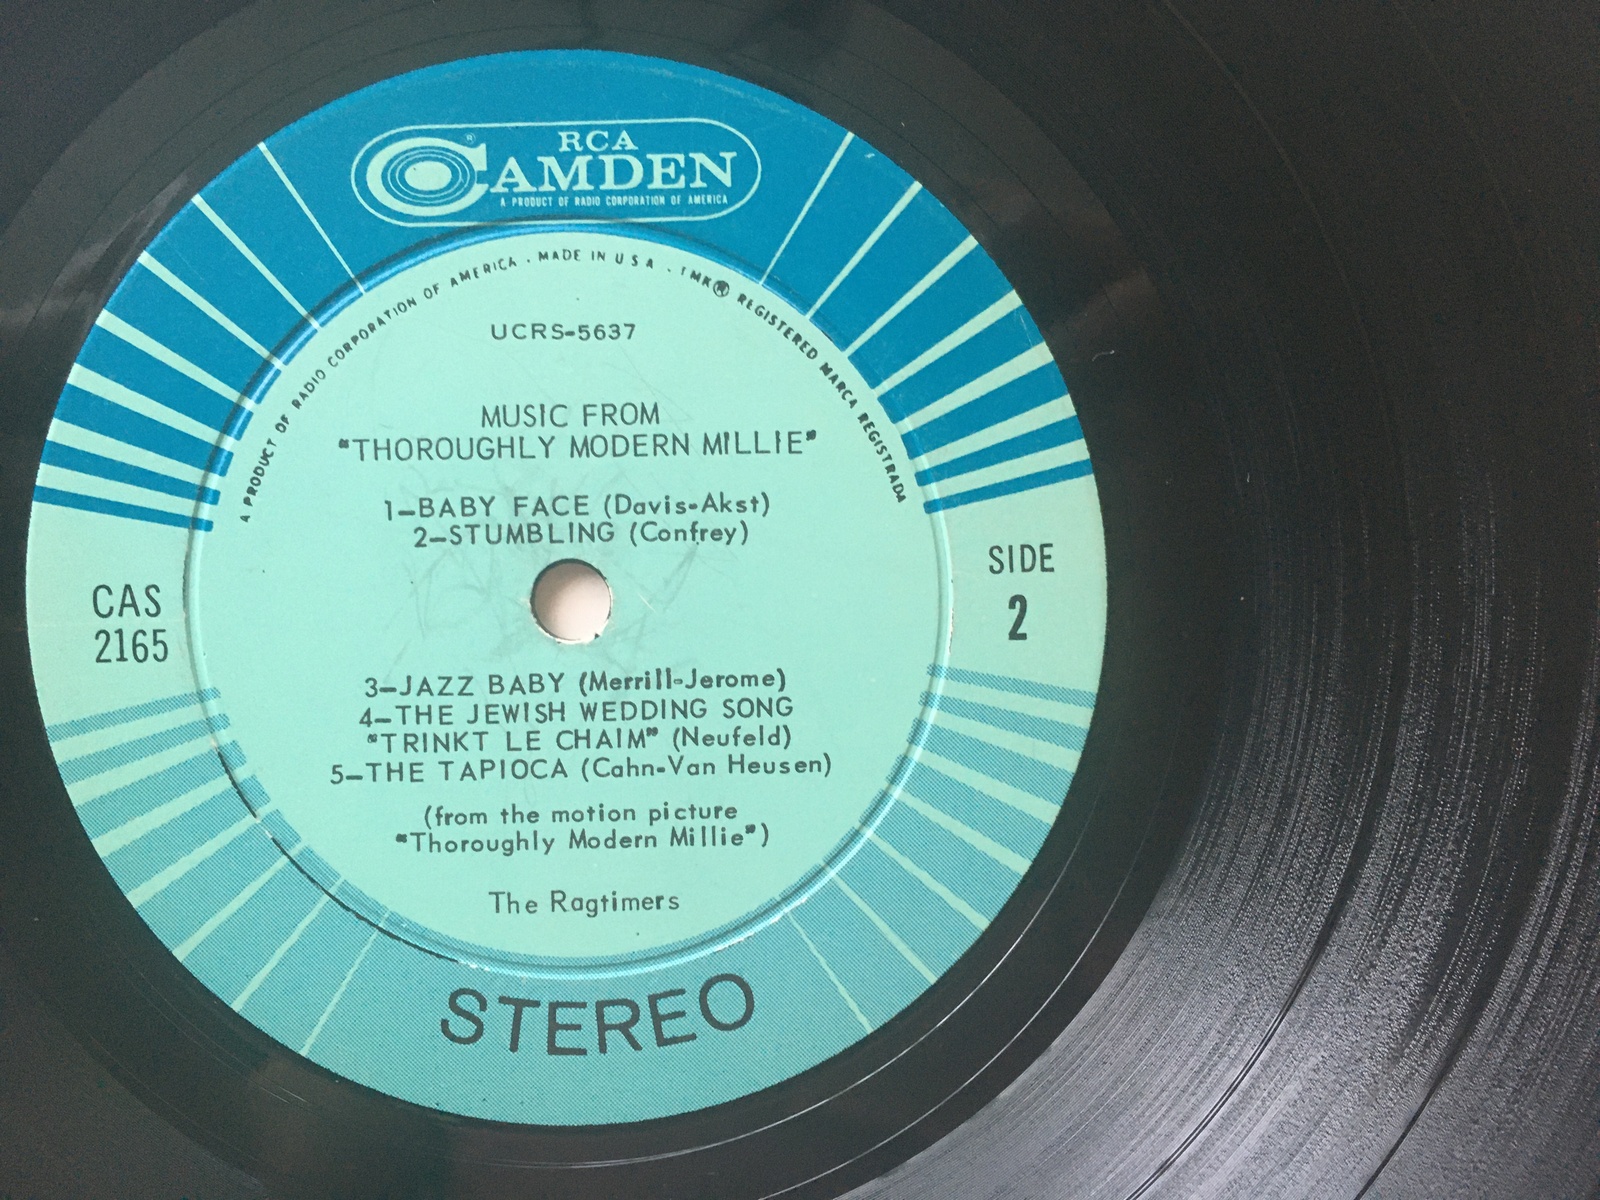 RCA
CAMDEN®
A PRODUCT OF RADIO CORPORATION OF AMERICA
A PRODUCT OF RADIO CORPORATION OF AMERICA . MADE IN U S A . TMK® REGISTERED MARCA REGISTRADA
UCRS-5637
MUSIC FROM
"THOROUGHLY MODERN MILLIE"
1—BABY FACE (Davis-Akst)
2—STUMBLING (Confrey)
CAS
2165
SIDE
2
3—JAZZ BABY (Merrill-Jerome)
4—THE JEWISH WEDDING SONG
"TRINKT LE CHAIM" (Neufeld)
5—THE TAPIOCA (Cahn-Van Heusen)
(from the motion picture
"Thoroughly Modern Millie")
The Ragtimers
STEREO